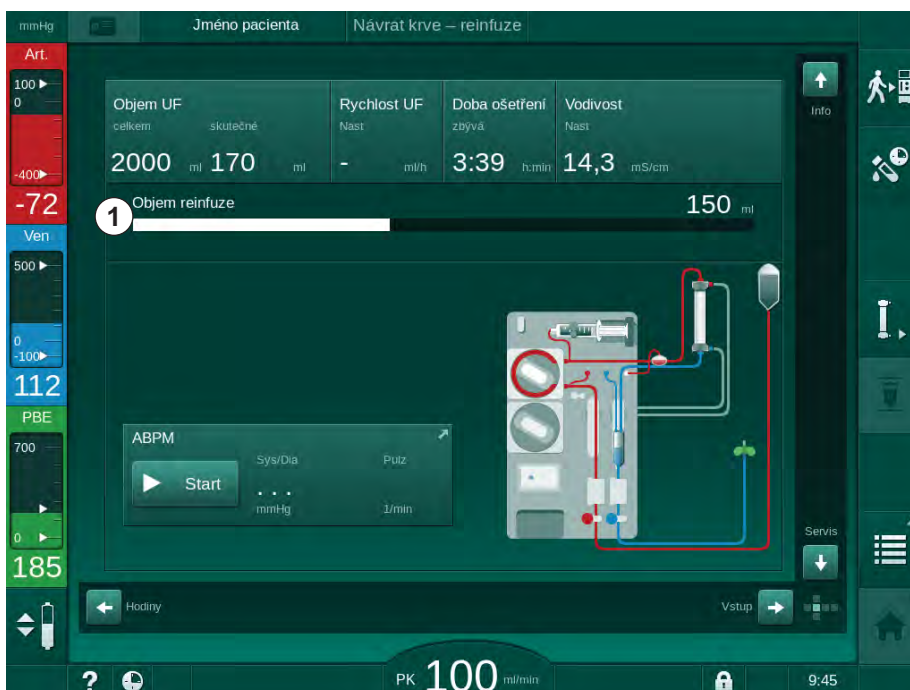 mmHg Jméno pacienta Návrat krve – reinfuze
Art.
100
0
-400
-72
Ven
500
0
-100
112
PBE
700
0
185
Objem UF Rychlost UF Doba ošetření Vodivost
celkem skutečné Nast zbývá Nast
2000 ml 170 ml - ml/h 3:39 h:min 14,3 mS/cm
1 Objem reinfuze 150 ml
ABPM
Sys/Dia Pulz
Start . . .
mmHg 1/min
Info
Servis
Hodiny Vstup
? PK 100 ml/min 9:45